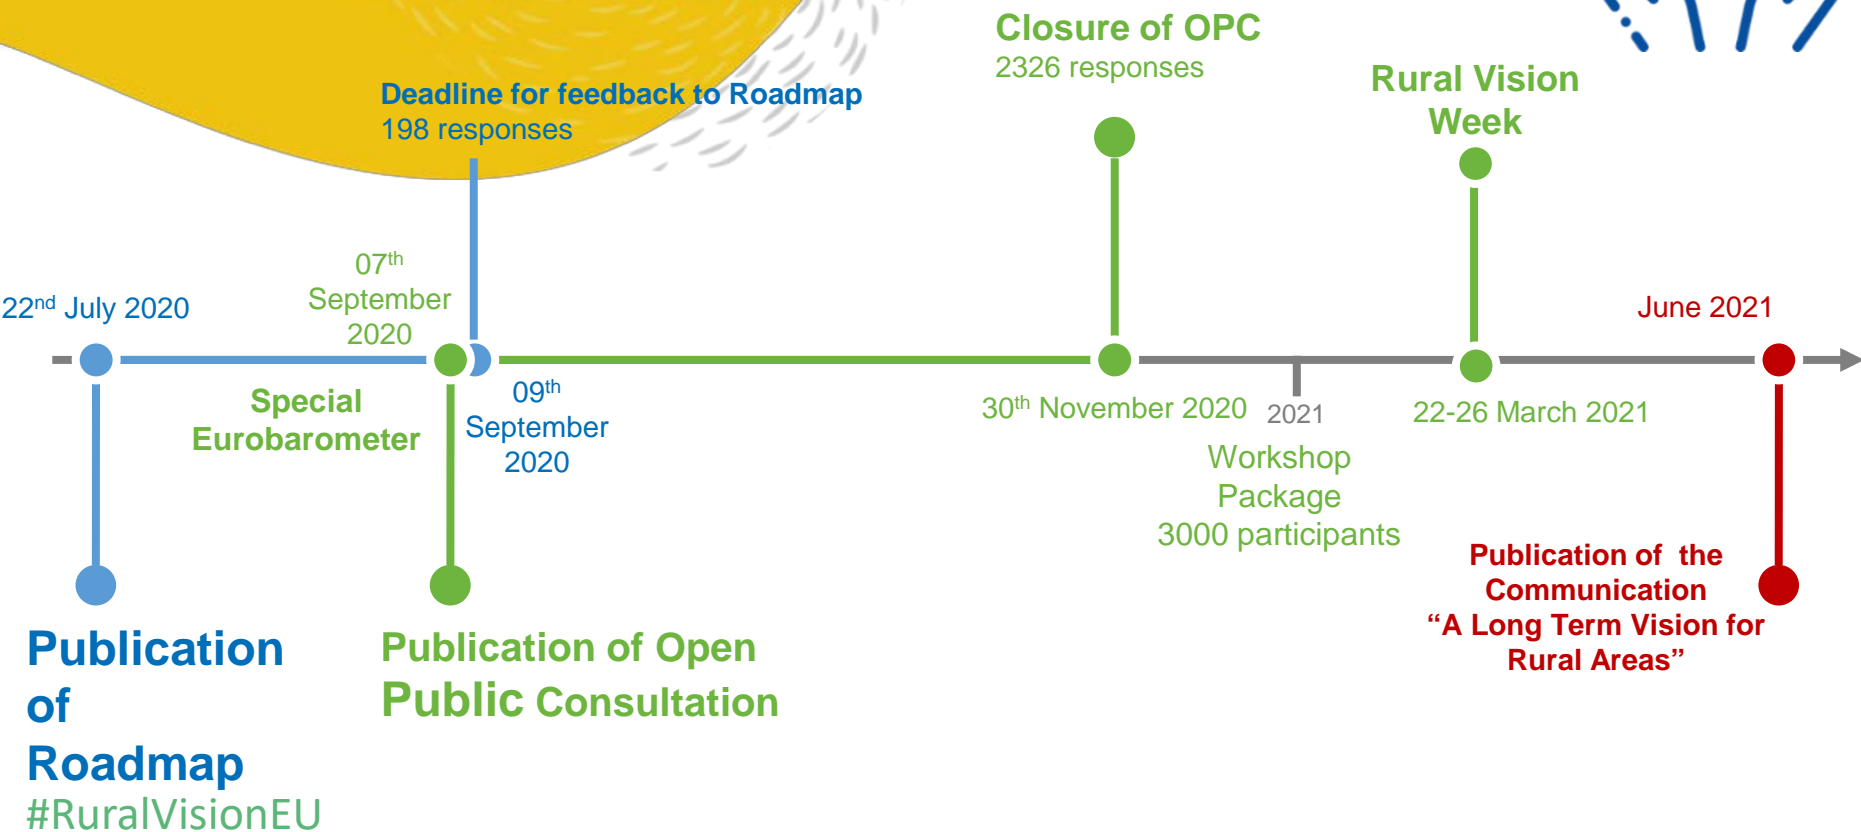 Closure of OPC
2326 responses
Rural Vision
Week
Deadline for feedback to Roadmap
198 responses
22nd July 2020
07th
September
2020
June 2021
Special
Eurobarometer
09th
September
2020
30th November 2020
2021
22-26 March 2021
Workshop
Package
3000 participants
Publication of the
Communication
“A Long Term Vision for
Rural Areas”
Publication
of
Roadmap
#RuralVisionEU
Publication of Open
Public Consultation